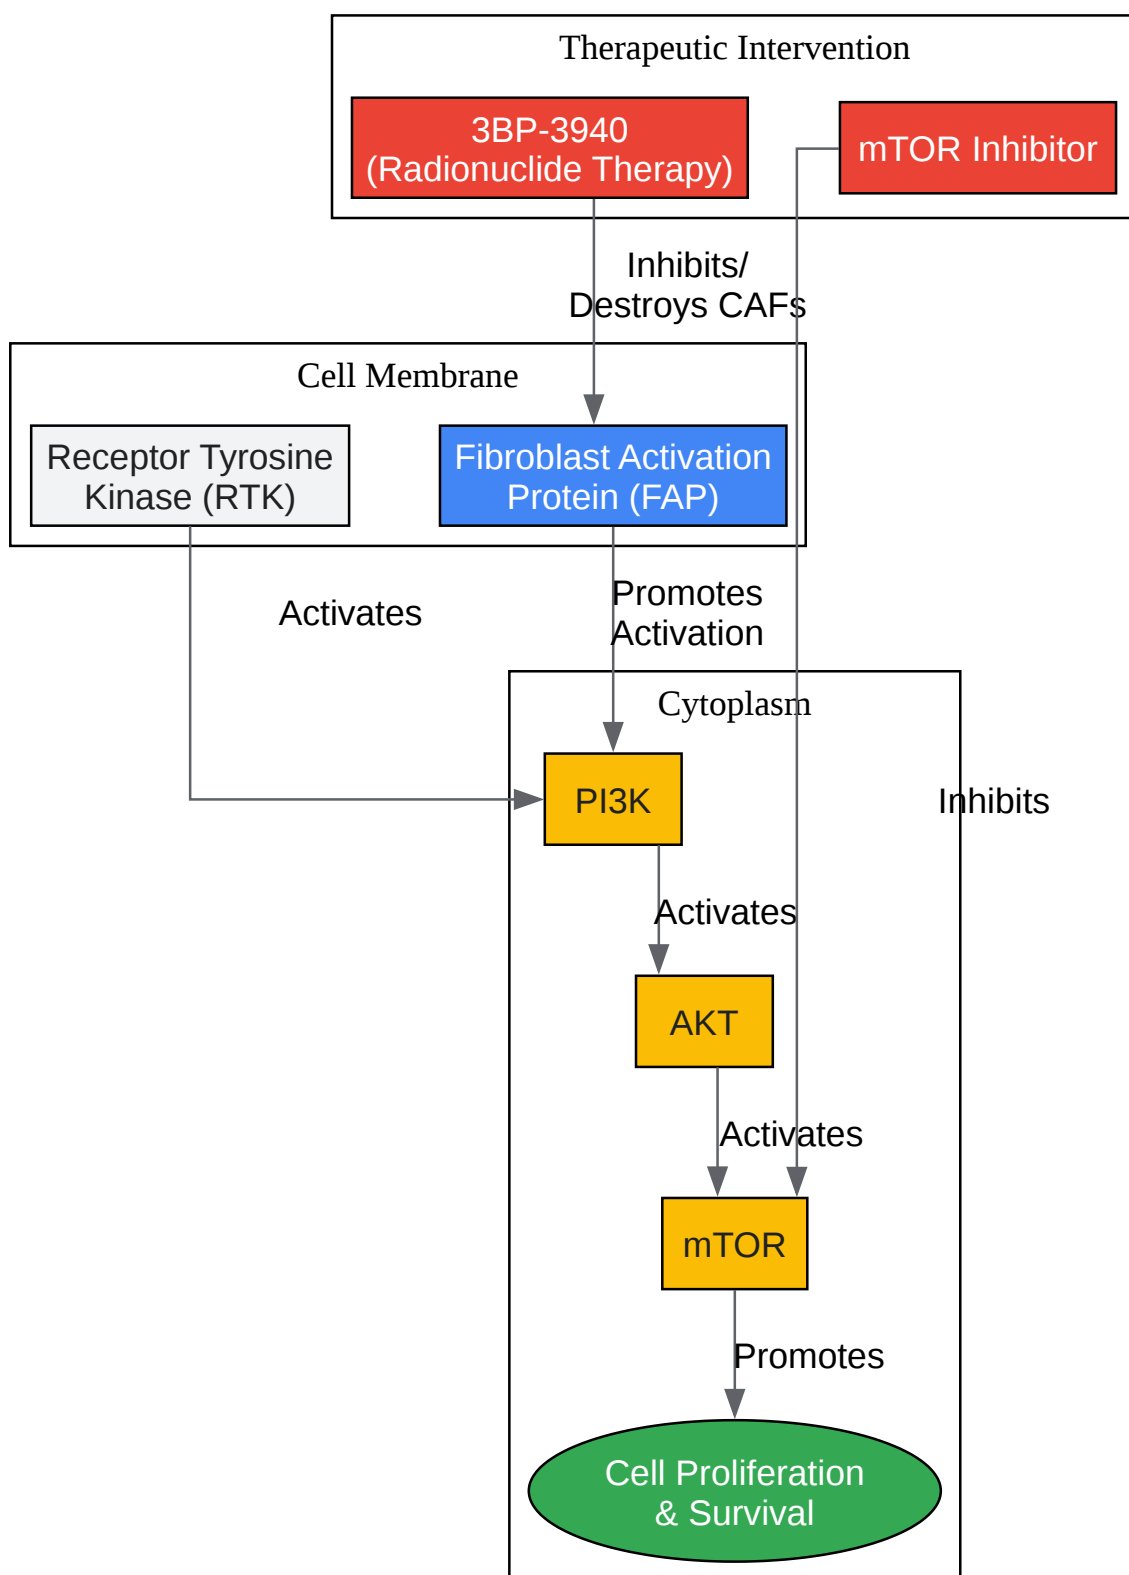 Therapeutic Intervention
3BP-3940
(Radionuclide Therapy)
mTOR Inhibitor
Inhibits/
Destroys CAFs
Cell Membrane
Receptor Tyrosine
Kinase (RTK)
Fibroblast Activation
Protein (FAP)
Activates
Promotes
Activation
Cytoplasm
PI3K
Inhibits
Activates
AKT
Activates
mTOR
Promotes
Cell Proliferation
& Survival